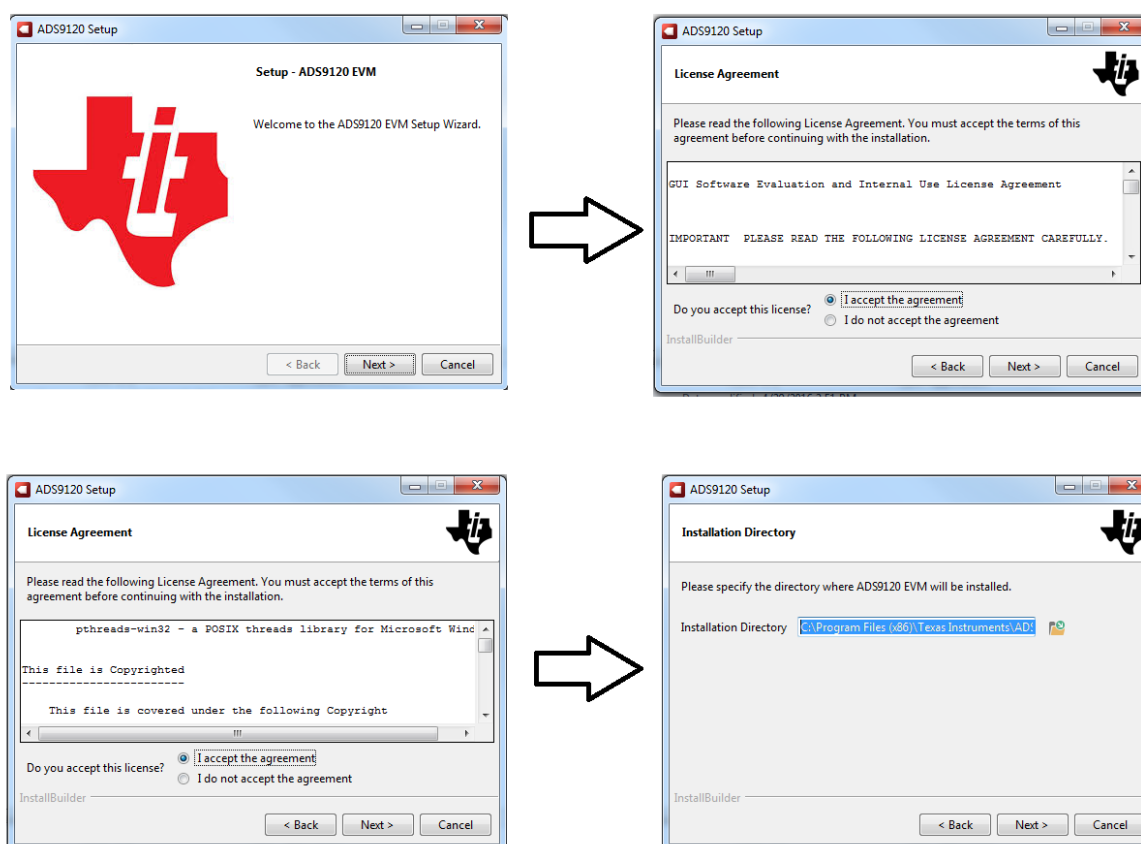 ADS9120 Setup
Setup - ADS9120 EVM
Welcome to the ADS9120 EVM Setup Wizard.
< Back
Next >
Cancel
ADS9120 Setup
License Agreement
Please read the following License Agreement. You must accept the terms of this
agreement before continuing with the installation.
GUI Software Evaluation and Internal Use License Agreement
IMPORTANT PLEASE READ THE FOLLOWING LICENSE AGREEMENT CAREFULLY.
Do you accept this license?
I accept the agreement
I do not accept the agreement
InstallBuilder
< Back
Next >
Cancel
ADS9120 Setup
License Agreement
Please read the following License Agreement. You must accept the terms of this
agreement before continuing with the installation.
pthreads-win32 - a POSIX threads library for Microsoft Wind
This file is Copyrighted
------------------------
This file is covered under the following Copyright
Do you accept this license?
I accept the agreement
I do not accept the agreement
InstallBuilder
< Back
Next >
Cancel
ADS9120 Setup
Installation Directory
Please specify the directory where ADS9120 EVM will be installed.
Installation Directory
C:\Program Files (x86)\Texas Instruments\ADS
InstallBuilder
< Back
Next >
Cancel